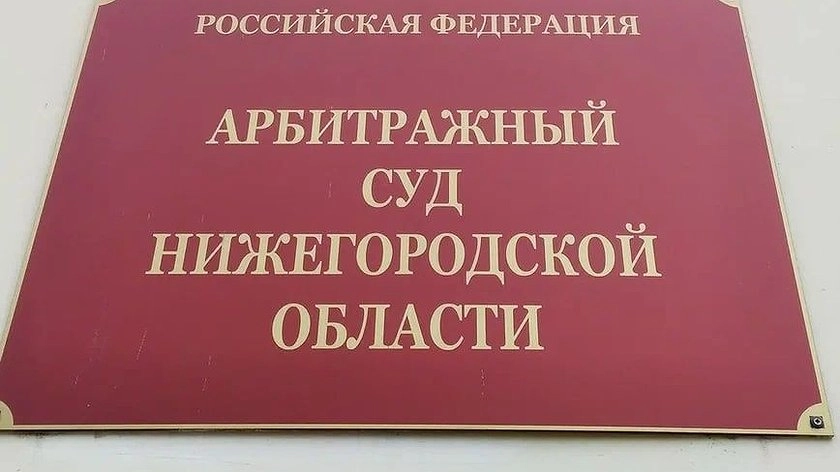 РОССИЙСКАЯ ФЕДЕРАЦИЯ
АРБИТРАЖНЫЙ
СУД
НИЖЕГОРОДСКОЙ
ОБЛАСТИ